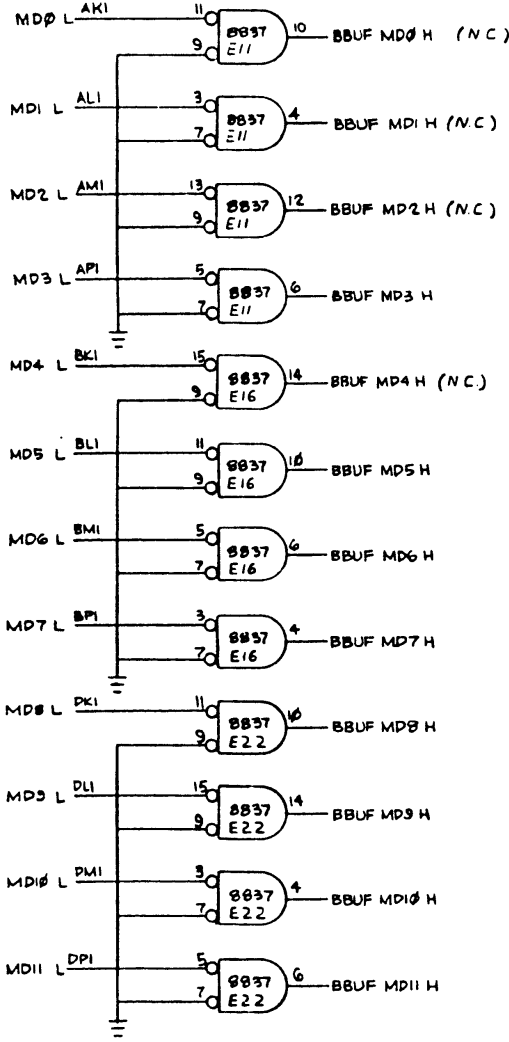 MDØ L AK1 11 8837 E11 9 10 BBUF MDØ H (N C)
MD1 L AL1 3 8837 E11 7 4 BBUF MD1 H (N.C)
MD2 L AM1 13 8837 E11 9 12 BBUF MD2 H (N.C)
MD3 L AP1 5 8837 E11 7 6 BBUF MD3 H
MD4 L BK1 15 8837 E16 9 14 BBUF MD4 H (N C.)
MD5 L BL1 11 8837 E16 9 1Ø BBUF MD5 H
MD6 L BM1 5 8837 E16 7 6 BBUF MD6 H
MD7 L BP1 3 8837 E16 7 4 BBUF MD7 H
MD8 L DK1 11 8837 E22 9 1Ø BBUF MD8 H
MD9 L DL1 15 8837 E22 9 14 BBUF MD9 H
MD1Ø L DM1 3 8837 E22 7 4 BBUF MD1Ø H
MD11 L DP1 5 8837 E22 7 6 BBUF MD11 H